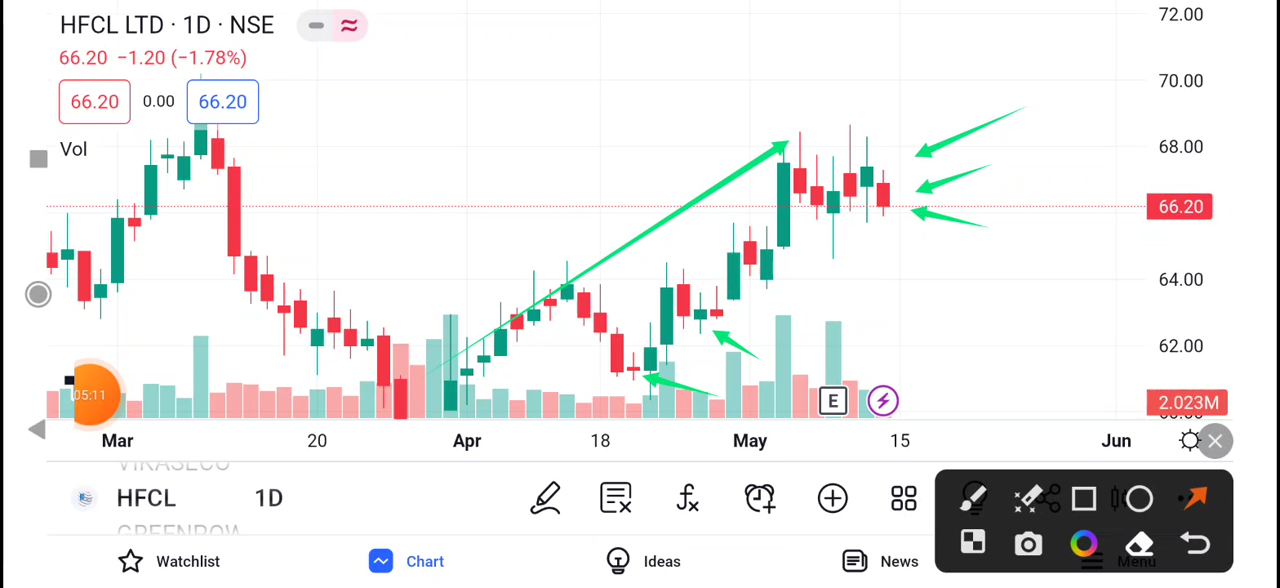 HFCL LTD · 1D · NSE
66.20 −1.20 (−1.78%)
66.20 0.00 66.20
Vol
72.00
70.00
68.00
66.20
64.00
62.00
2.023M
05:11
E
Mar 20 Apr 18 May 15 Jun
HFCL 1D
Watchlist Chart Ideas News Menu